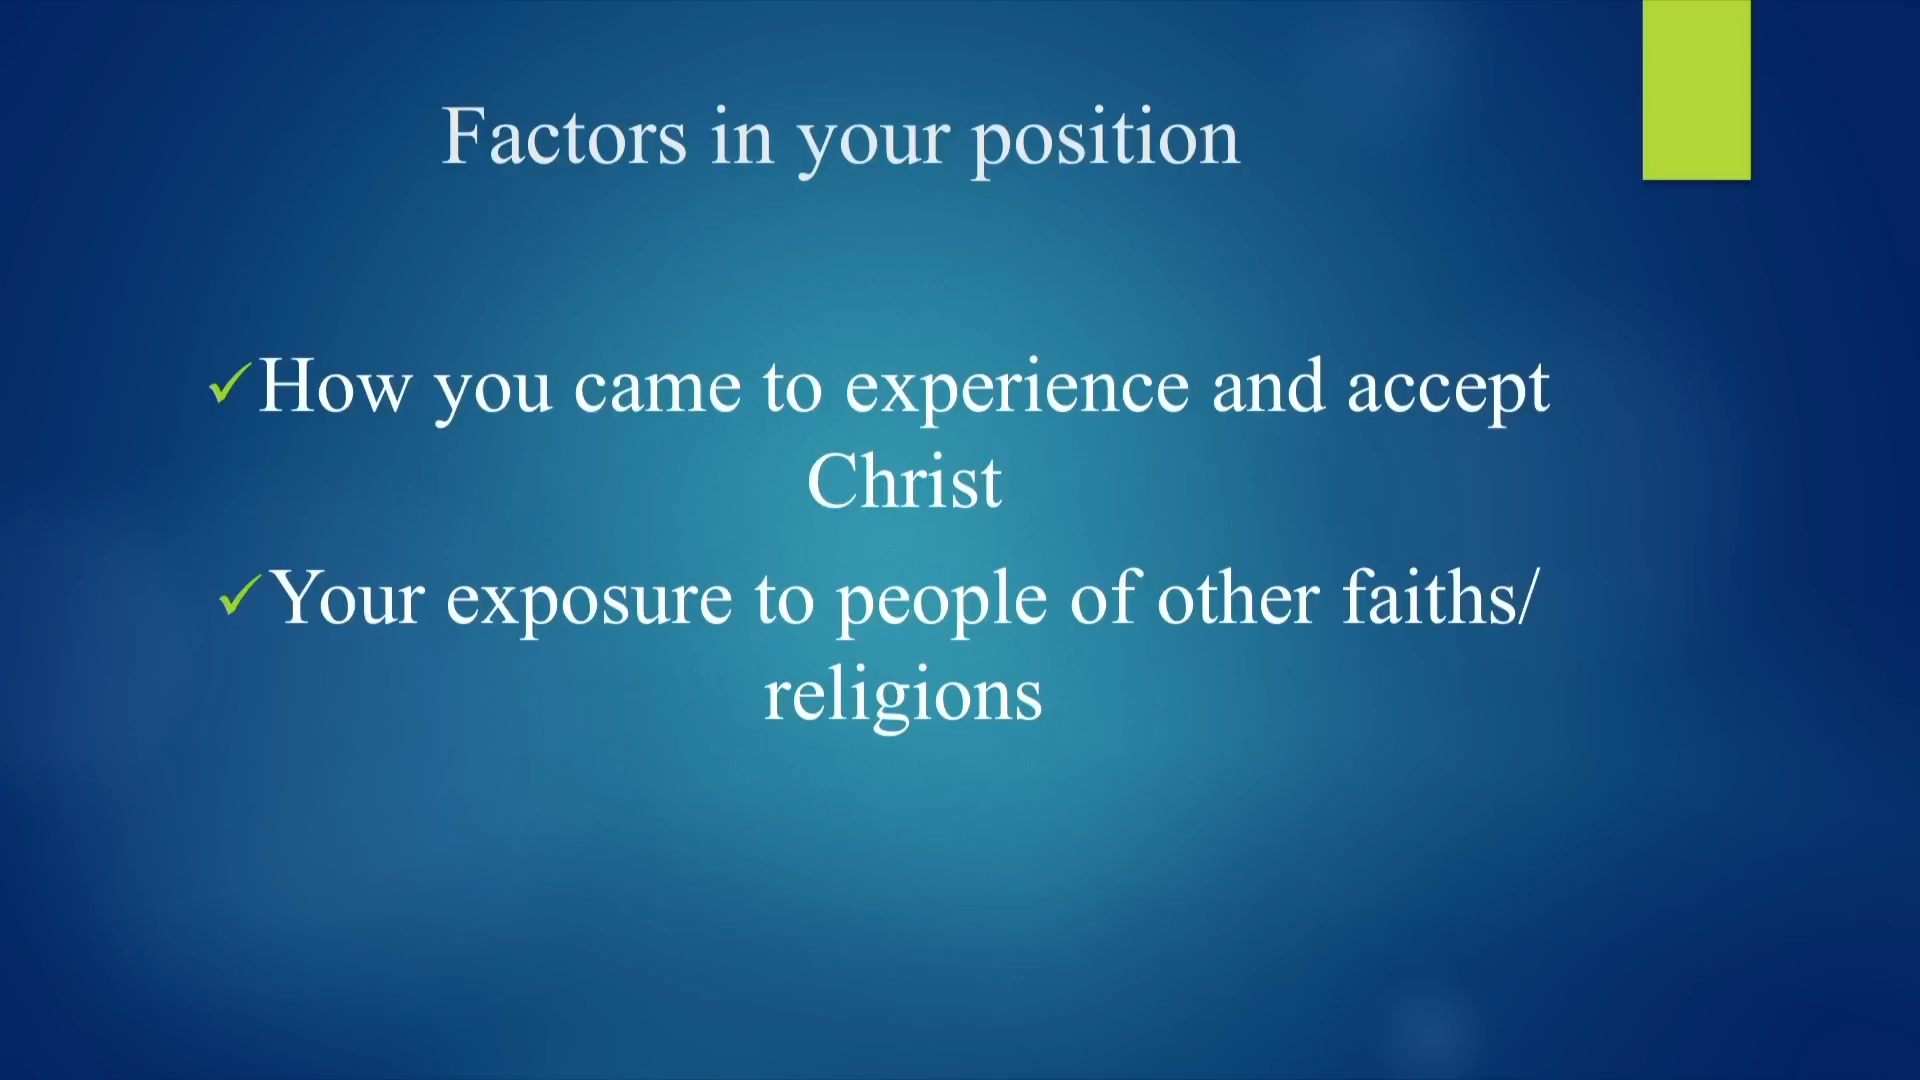 Factors in your position
✓How you came to experience and accept
Christ
✓Your exposure to people of other faiths/
religions